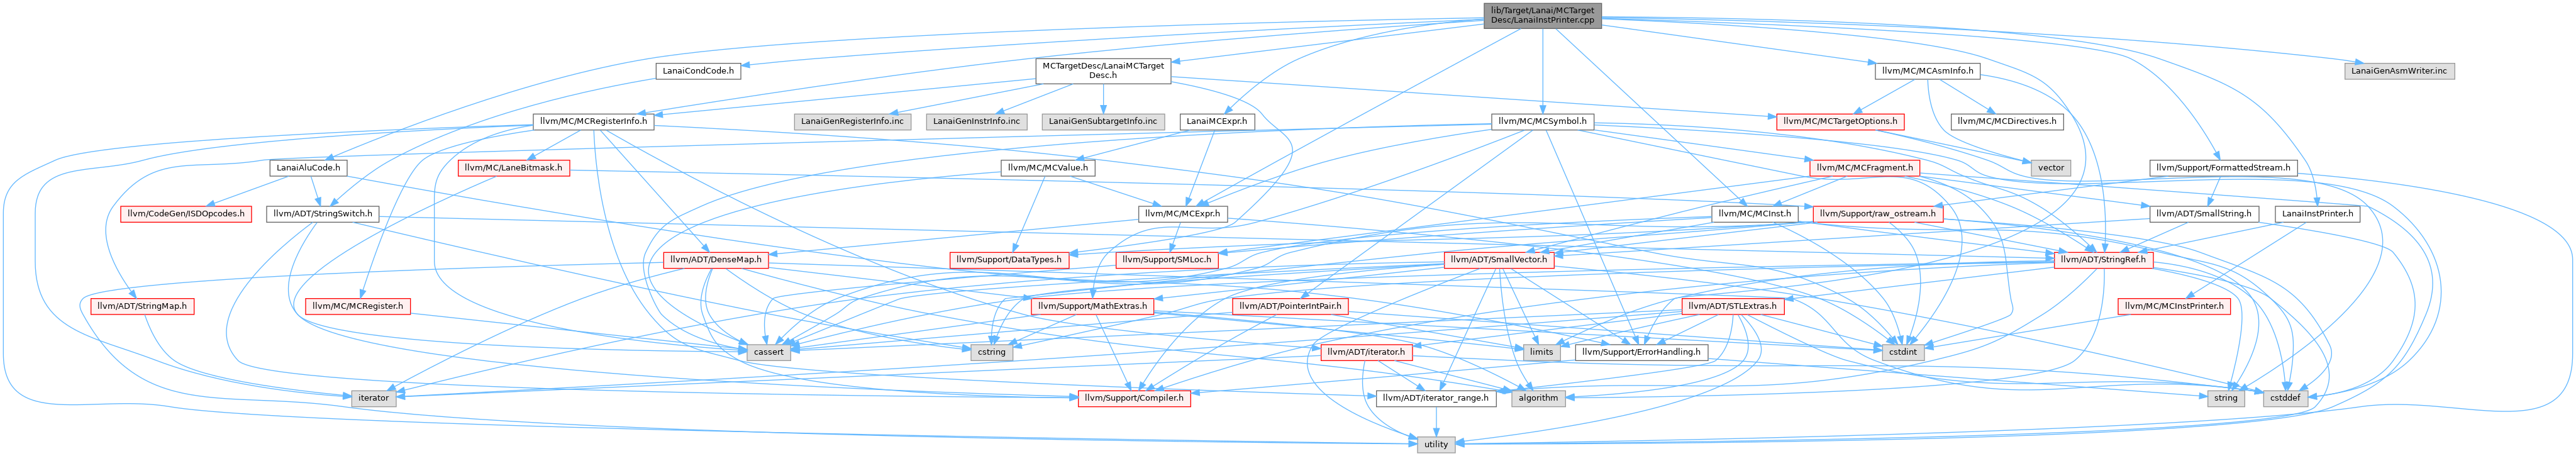 lib/Target/Lanai/MCTarget
Desc/LanaiInstPrinter.cpp
LanaiCondCode.h
MCTargetDesc/LanaiMCTarget
Desc.h
llvm/MC/MCAsmInfo.h
LanaiGenAsmWriter.inc
llvm/MC/MCRegisterInfo.h
LanaiGenRegisterInfo.inc
LanaiGenInstrInfo.inc
LanaiGenSubtargetInfo.inc
LanaiMCExpr.h
llvm/MC/MCSymbol.h
llvm/MC/MCTargetOptions.h
llvm/MC/MCDirectives.h
LanaiAluCode.h
llvm/MC/LaneBitmask.h
llvm/MC/MCValue.h
llvm/MC/MCFragment.h
vector
llvm/Support/FormattedStream.h
llvm/CodeGen/ISDOpcodes.h
llvm/ADT/StringSwitch.h
llvm/MC/MCExpr.h
llvm/MC/MCInst.h
llvm/Support/raw_ostream.h
llvm/ADT/SmallString.h
LanaiInstPrinter.h
llvm/ADT/DenseMap.h
llvm/Support/DataTypes.h
llvm/Support/SMLoc.h
llvm/ADT/SmallVector.h
llvm/ADT/StringRef.h
llvm/ADT/StringMap.h
llvm/MC/MCRegister.h
llvm/Support/MathExtras.h
llvm/ADT/PointerIntPair.h
llvm/ADT/STLExtras.h
llvm/MC/MCInstPrinter.h
cassert
cstring
llvm/ADT/iterator.h
limits
llvm/Support/ErrorHandling.h
cstdint
iterator
llvm/Support/Compiler.h
llvm/ADT/iterator_range.h
algorithm
string
cstddef
utility